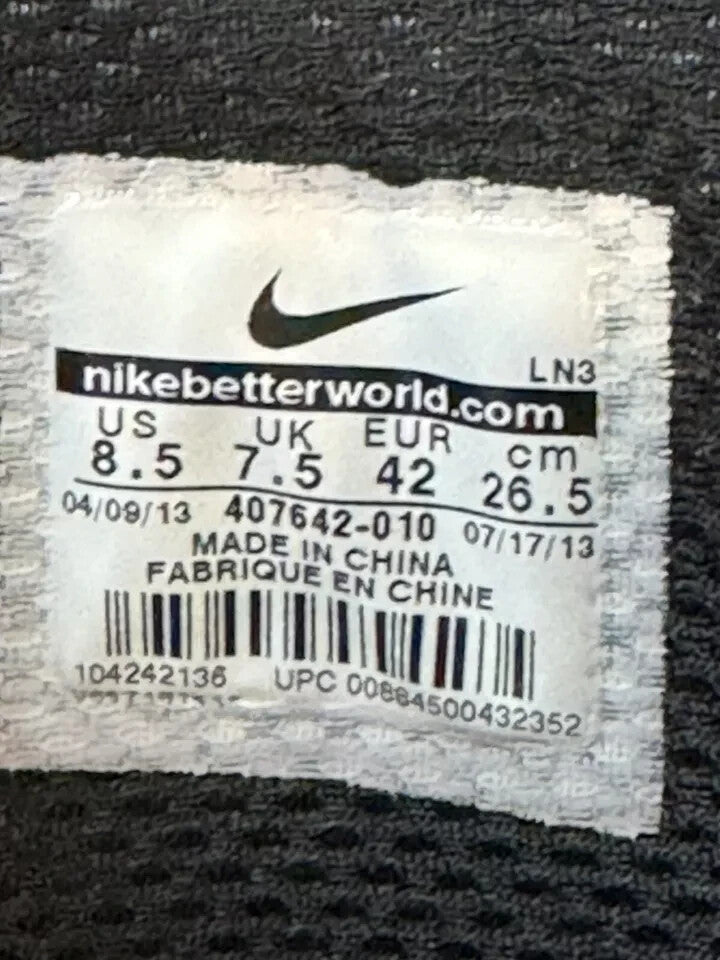 LN3
nikebetterworld.com
US UK EUR cm
8.5 7.5 42 26.5
04/09/13 407642-010 07/17/13
MADE IN CHINA
FABRIQUE EN CHINE
104242136 UPC 00884500432352